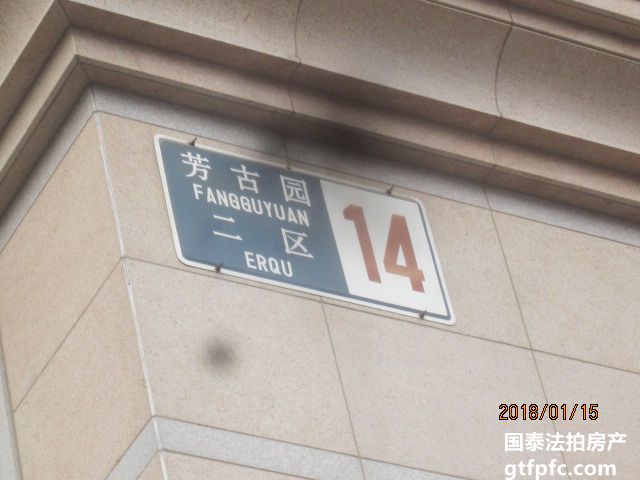 芳古园
FANGGUYUAN
二区
ERQU
14
2018/01/15
国泰法拍房产
gtfpfc.com